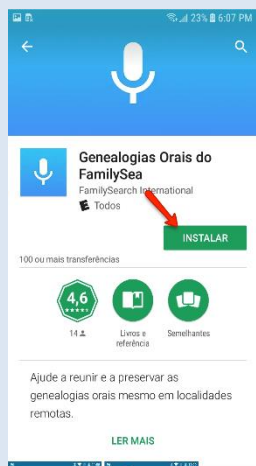 23% 6:07 PM
Genealogias Orais do
FamilySea
FamilySearch International
E Todos
INSTALAR
100 ou mais transferências
4,6
14
Livros e
referência
Semelhantes
Ajude a reunir e a preservar as
genealogias orais mesmo em localidades
remotas.
LER MAIS